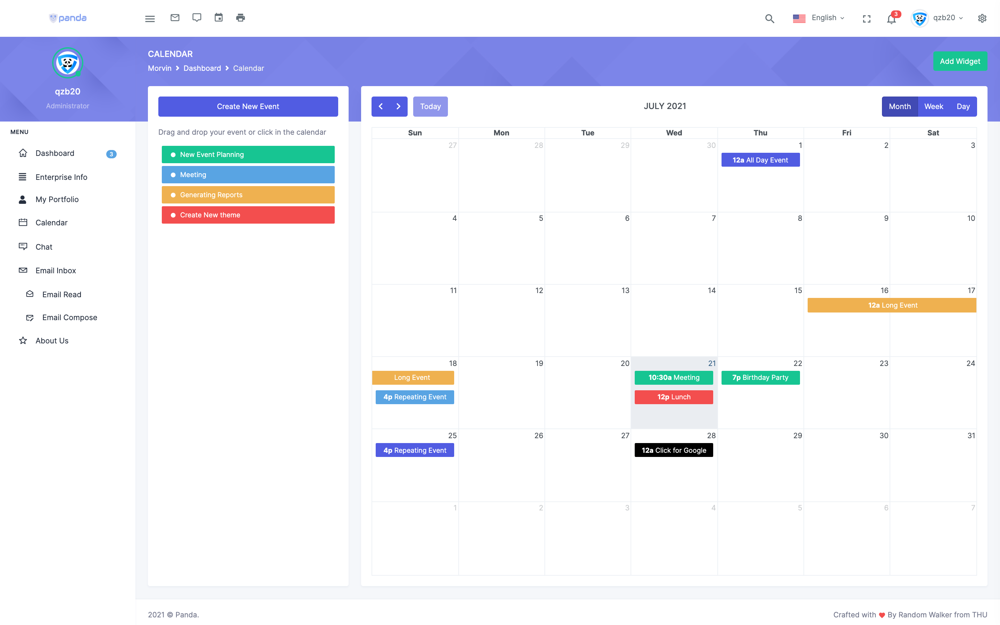 panda
English
3
qzb20
CALENDAR
Morvin > Dashboard > Calendar
Add Widget
qzb20
Administrator
MENU
Dashboard 3
Enterprise Info
My Portfolio
Calendar
Chat
Email Inbox
Email Read
Email Compose
About Us
Create New Event
Drag and drop your event or click in the calendar
New Event Planning
Meeting
Generating Reports
Create New theme
Today
JULY 2021
Month Week Day
Sun Mon Tue Wed Thu Fri Sat
27 28 29 30 1 2 3
12a All Day Event
4 5 6 7 8 9 10
11 12 13 14 15 16 17
12a Long Event
18 19 20 21 22 23 24
Long Event 10:30a Meeting 7p Birthday Party
4p Repeating Event 12p Lunch
25 26 27 28 29 30 31
4p Repeating Event 12a Click for Google
1 2 3 4 5 6 7
2021 © Panda.
Crafted with ❤ By Random Walker from THU